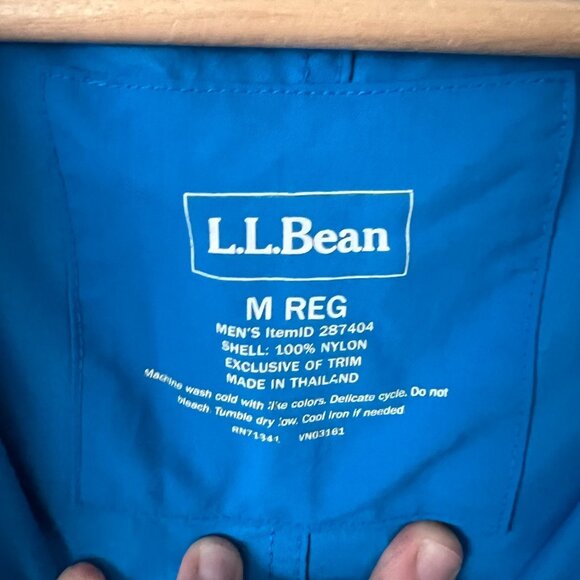 L.L.Bean
M REG
MEN'S ItemID 287404
SHELL: 100% NYLON
EXCLUSIVE OF TRIM
MADE IN THAILAND
Machine wash cold with like colors. Delicate cycle. Do not
bleach Tumble dry low. Cool Iron if needed
RN71341 VN03161